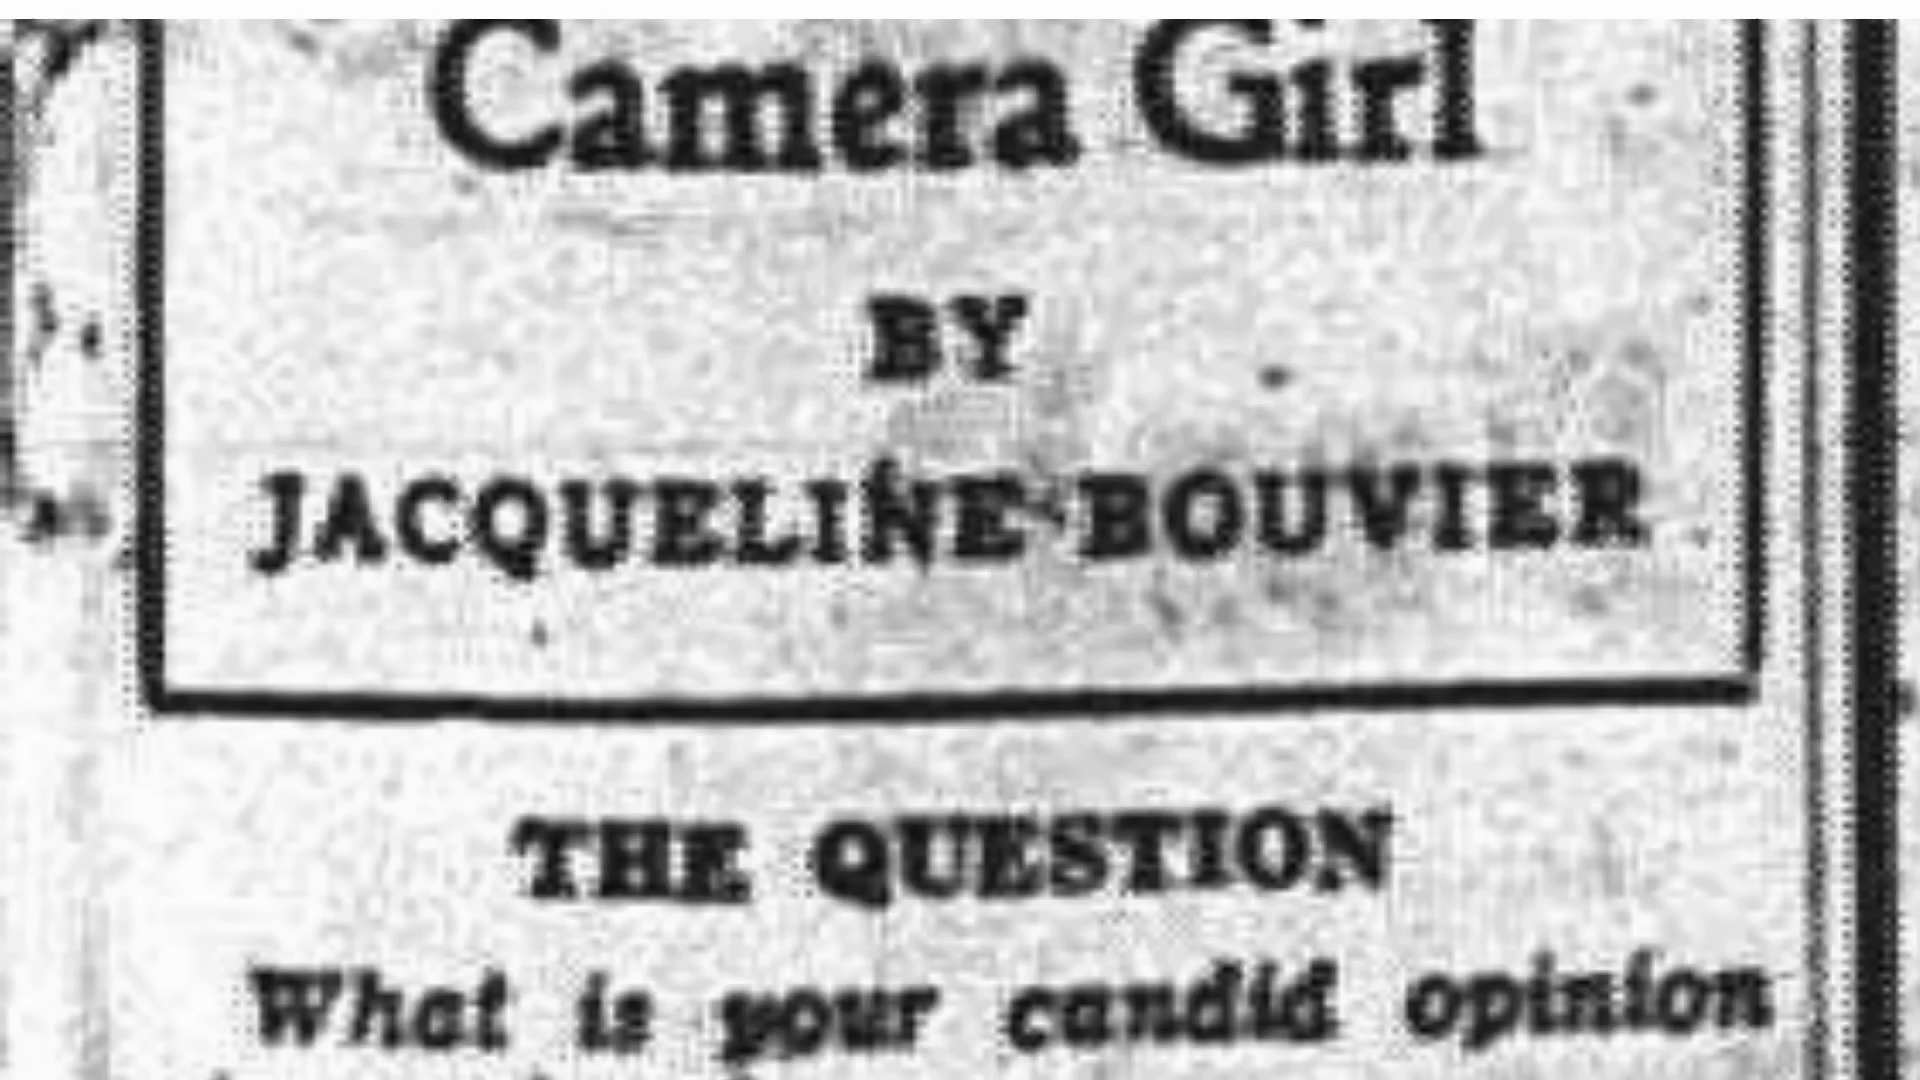 Camera Girl
BY
JACQUELINE BOUVIER
THE QUESTION
What is your candid opinion